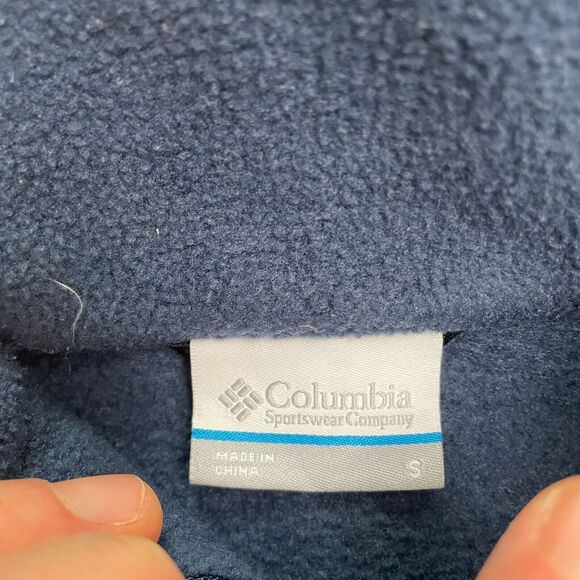 Columbia
Sportswear Company
MADE IN
CHINA
S